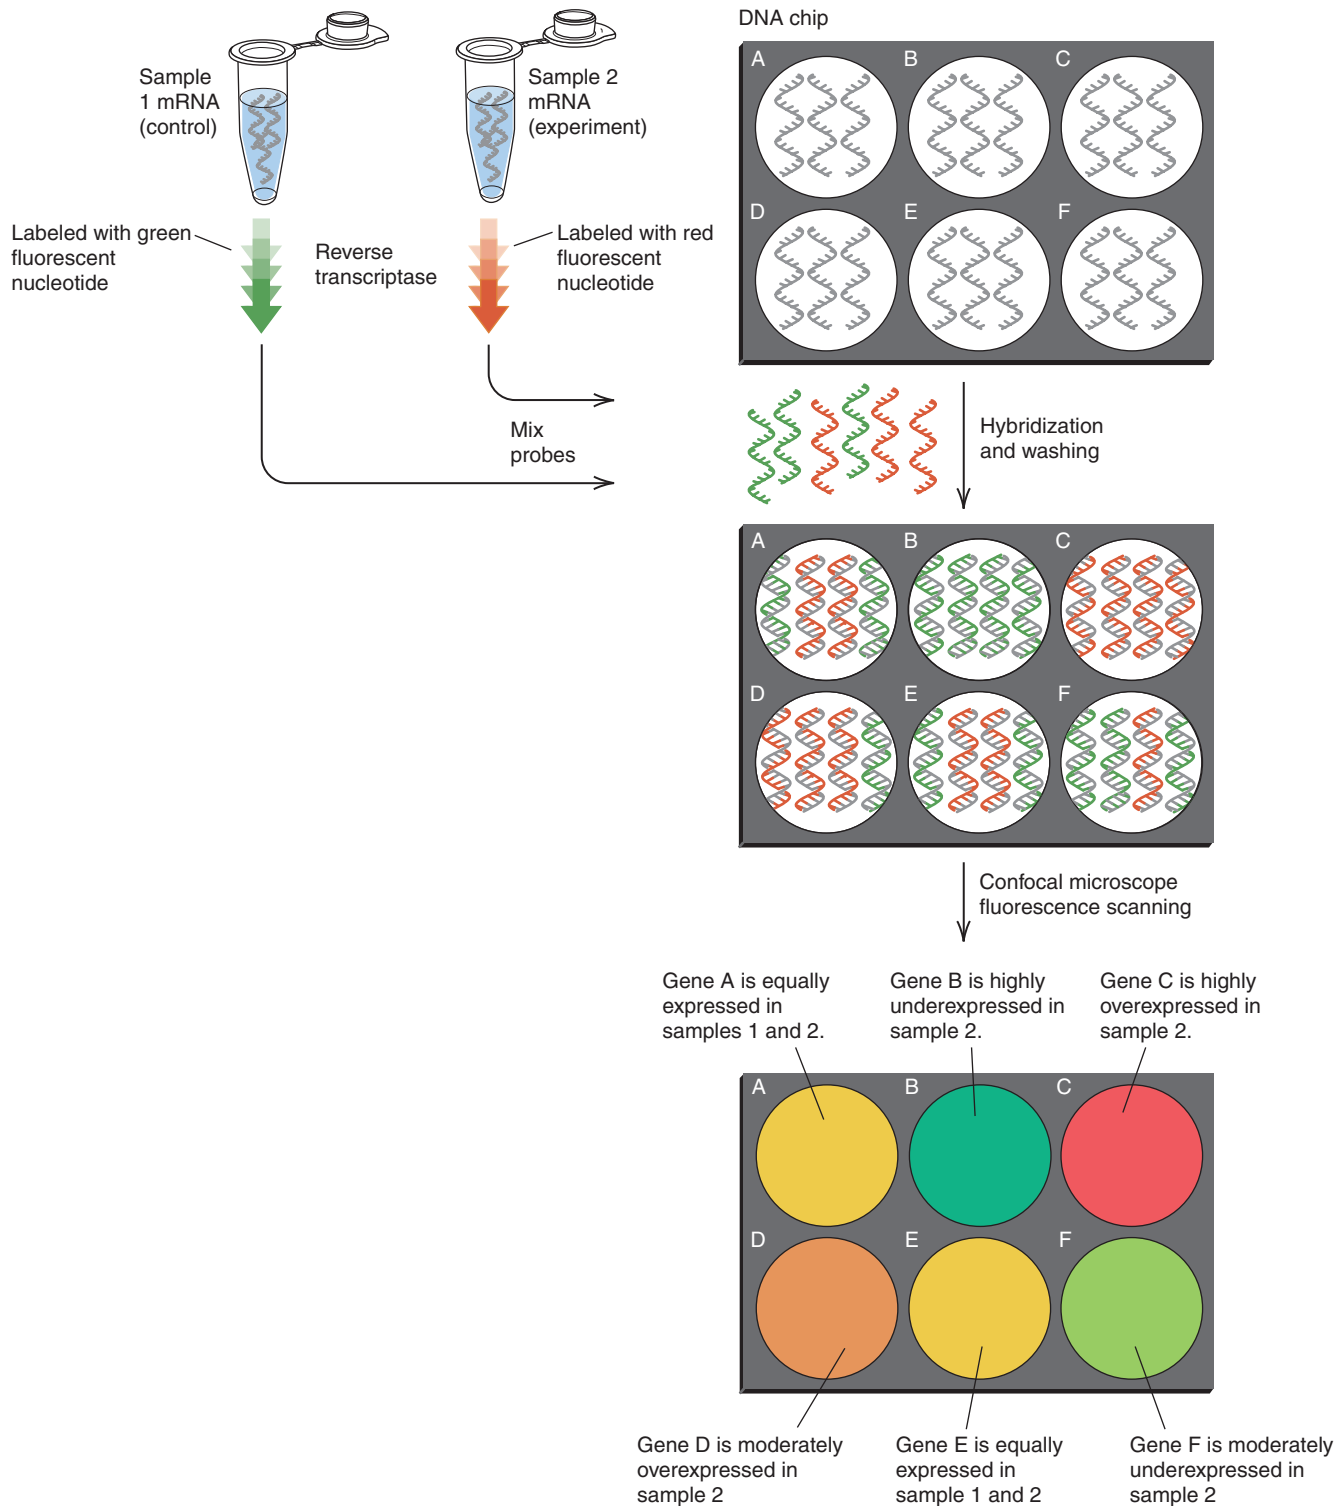 DNA chip
Sample
1 mRNA
(control)
Sample 2
mRNA
(experiment)
A
B
C
D
E
F
Labeled with green
fluorescent
nucleotide
Reverse
transcriptase
Labeled with red
fluorescent
nucleotide
Mix
probes
Hybridization
and washing
A
B
C
D
E
F
Confocal microscope
fluorescence scanning
Gene A is equally
expressed in
samples 1 and 2.
Gene B is highly
underexpressed in
sample 2.
Gene C is highly
overexpressed in
sample 2.
A
B
C
D
E
F
Gene D is moderately
overexpressed in
sample 2
Gene E is equally
expressed in
sample 1 and 2
Gene F is moderately
underexpressed in
sample 2